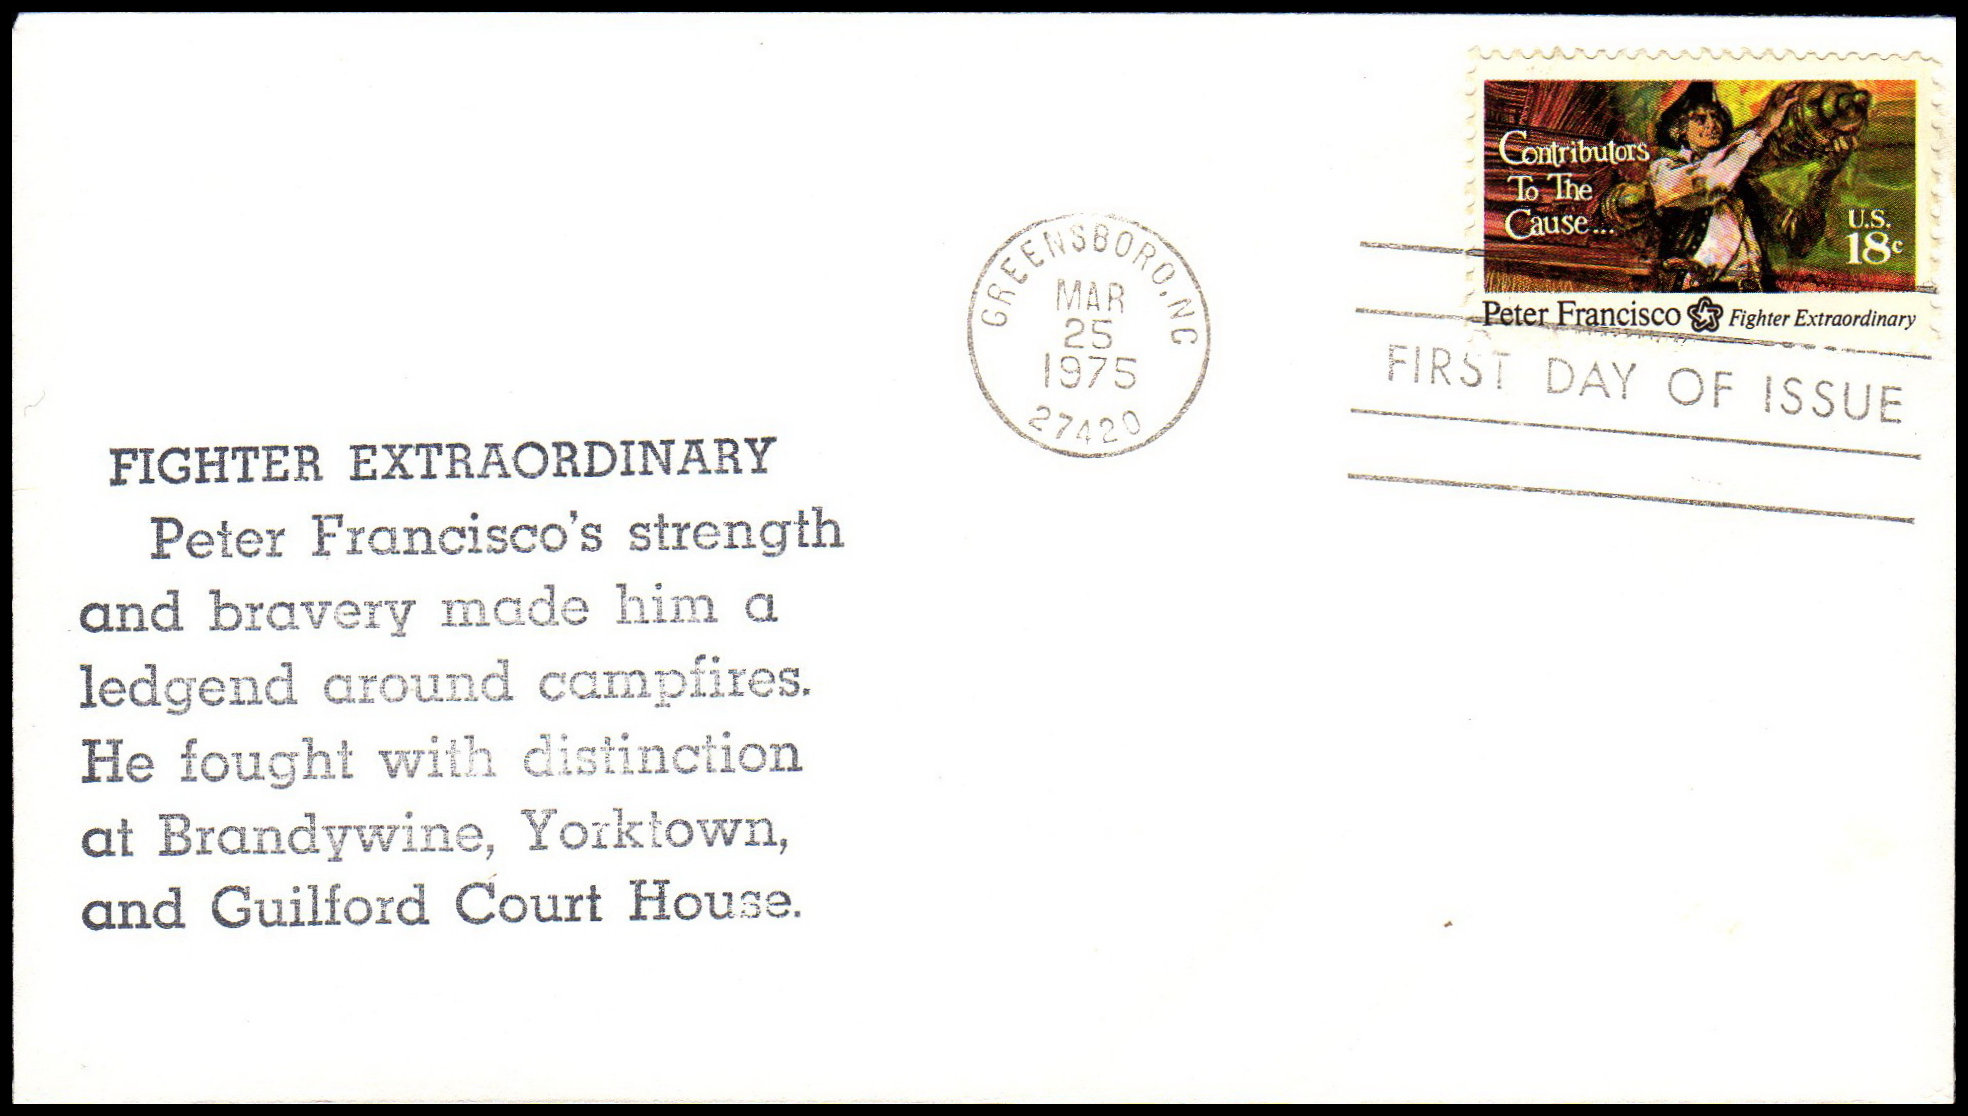 Contributors
To The
Cause...
U.S.
18c
Peter Francisco Fighter Extraordinary
GREENSBORO, NC
MAR
25
1975
27420
FIRST DAY OF ISSUE
FIGHTER EXTRAORDINARY
Peter Francisco's strength
and bravery made him a
ledgend around campfires.
He fought with distinction
at Brandywine, Yorktown,
and Guilford Court House.